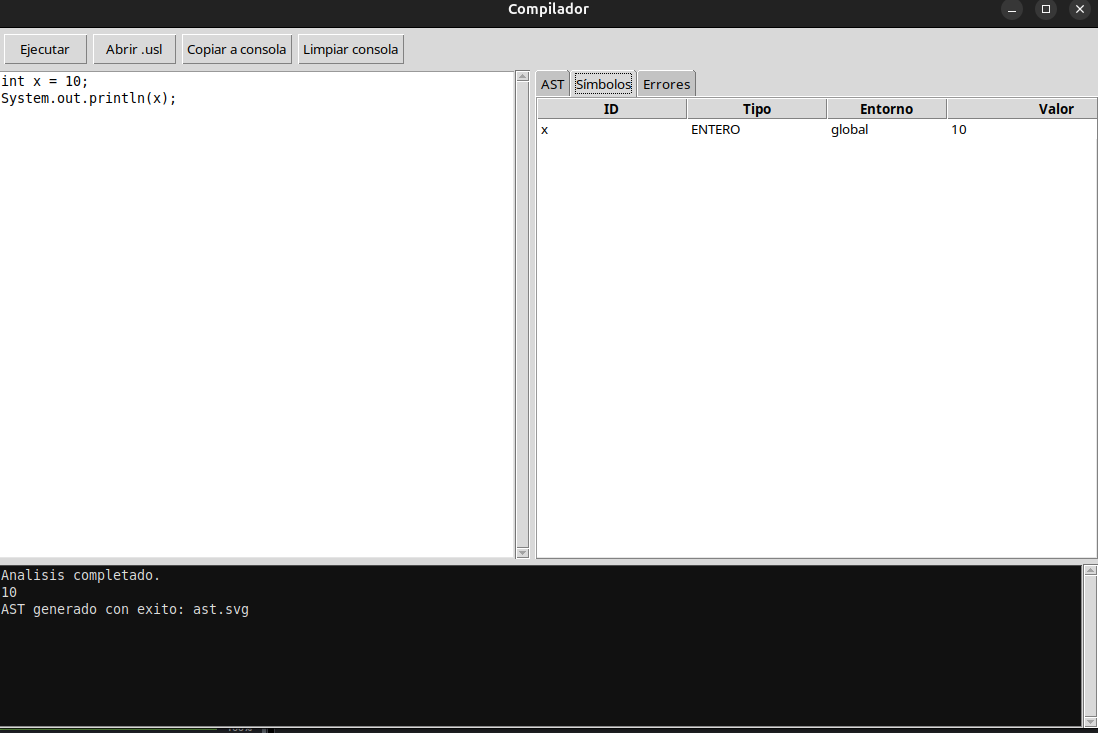 Compilador
Ejecutar Abrir .usl Copiar a consola Limpiar consola
int x = 10;
System.out.println(x);
AST Símbolos Errores
ID Tipo Entorno Valor
x ENTERO global 10
Analisis completado.
10
AST generado con exito: ast.svg